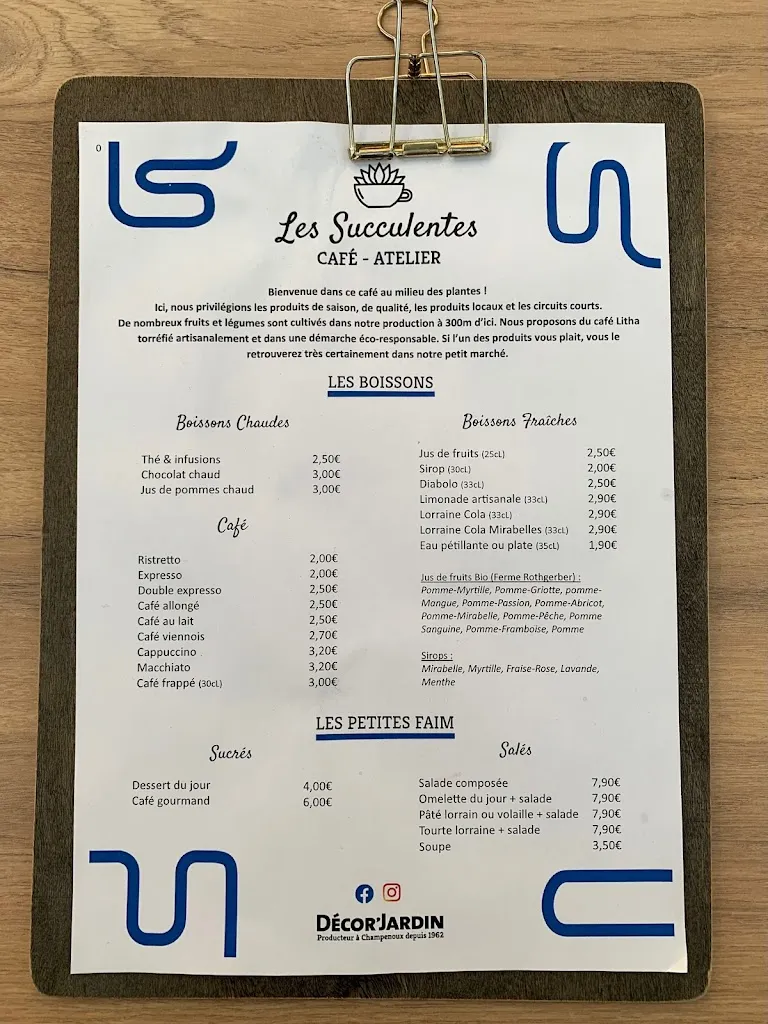 0
Les Succulentes
CAFÉ - ATELIER
Bienvenue dans ce café au milieu des plantes !
Ici, nous privilégions les produits de saison, de qualité, les produits locaux et les circuits courts.
De nombreux fruits et légumes sont cultivés dans notre production à 300m d'ici. Nous proposons du café Litha
torréfié artisanalement et dans une démarche éco-responsable. Si l'un des produits vous plait, vous le
retrouverez très certainement dans notre petit marché.
LES BOISSONS
Boissons Chaudes
Thé & infusions 2,50€
Chocolat chaud 3,00€
Jus de pommes chaud 3,00€
Café
Ristretto 2,00€
Expresso 2,00€
Double expresso 2,50€
Café allongé 2,50€
Café au lait 2,50€
Café viennois 2,70€
Cappuccino 3,20€
Macchiato 3,20€
Café frappé (30cL) 3,00€
Boissons Fraîches
Jus de fruits (25cL) 2,50€
Sirop (30cL) 2,00€
Diabolo (33cL) 2,50€
Limonade artisanale (33cL) 2,90€
Lorraine Cola (33cL) 2,90€
Lorraine Cola Mirabelles (33cL) 2,90€
Eau pétillante ou plate (35cL) 1,90€
Jus de fruits Bio (Ferme Rothgerber) :
Pomme-Myrtille, Pomme-Griotte, pomme-
Mangue, Pomme-Passion, Pomme-Abricot,
Pomme-Mirabelle, Pomme-Pêche, Pomme
Sanguine, Pomme-Framboise, Pomme
Sirops :
Mirabelle, Myrtille, Fraise-Rose, Lavande,
Menthe
LES PETITES FAIM
Sucrés
Dessert du jour 4,00€
Café gourmand 6,00€
Salés
Salade composée 7,90€
Omelette du jour + salade 7,90€
Pâté lorrain ou volaille + salade 7,90€
Tourte lorraine + salade 7,90€
Soupe 3,50€
DÉCOR'JARDIN
Producteur à Champenoux depuis 1962